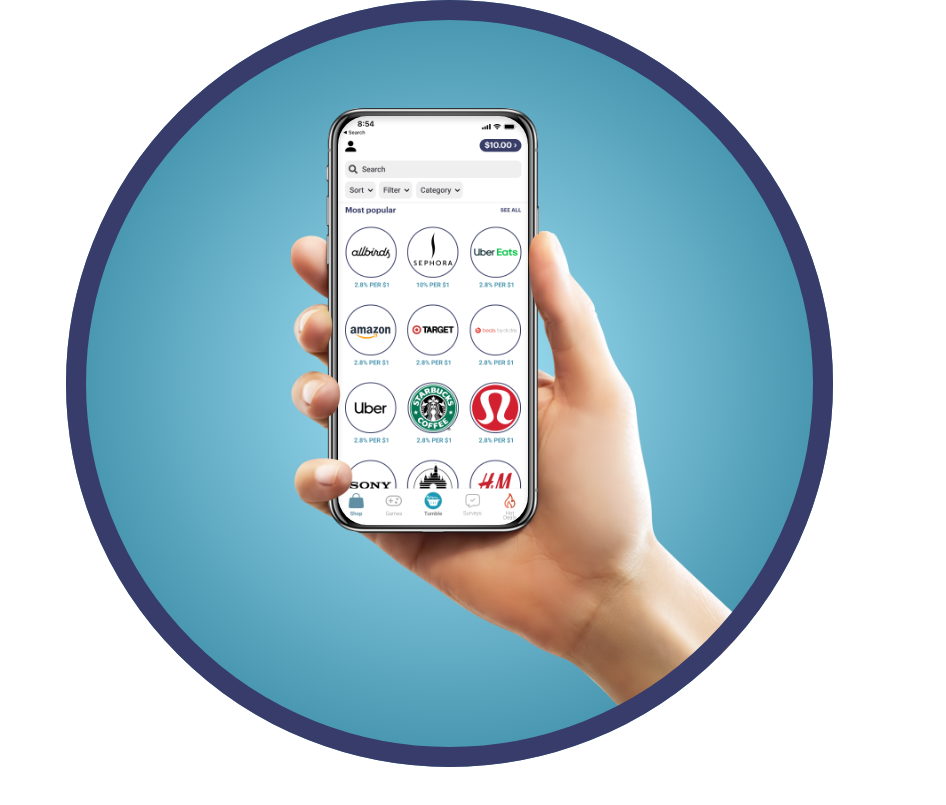 8:54
Search
$10.00 ›
Search
Sort Filter Category
Most popular SEE ALL
allbirds SEPHORA Uber Eats
2.8% PER $1 10% PER $1 2.8% PER $1
amazon TARGET
2.8% PER $1 2.8% PER $1 2.8% PER $1
Uber STARBUCKS COFFEE
2.8% PER $1 2.8% PER $1 2.8% PER $1
SONY H&M
Shop Games Tumble Surveys Hot
Deals